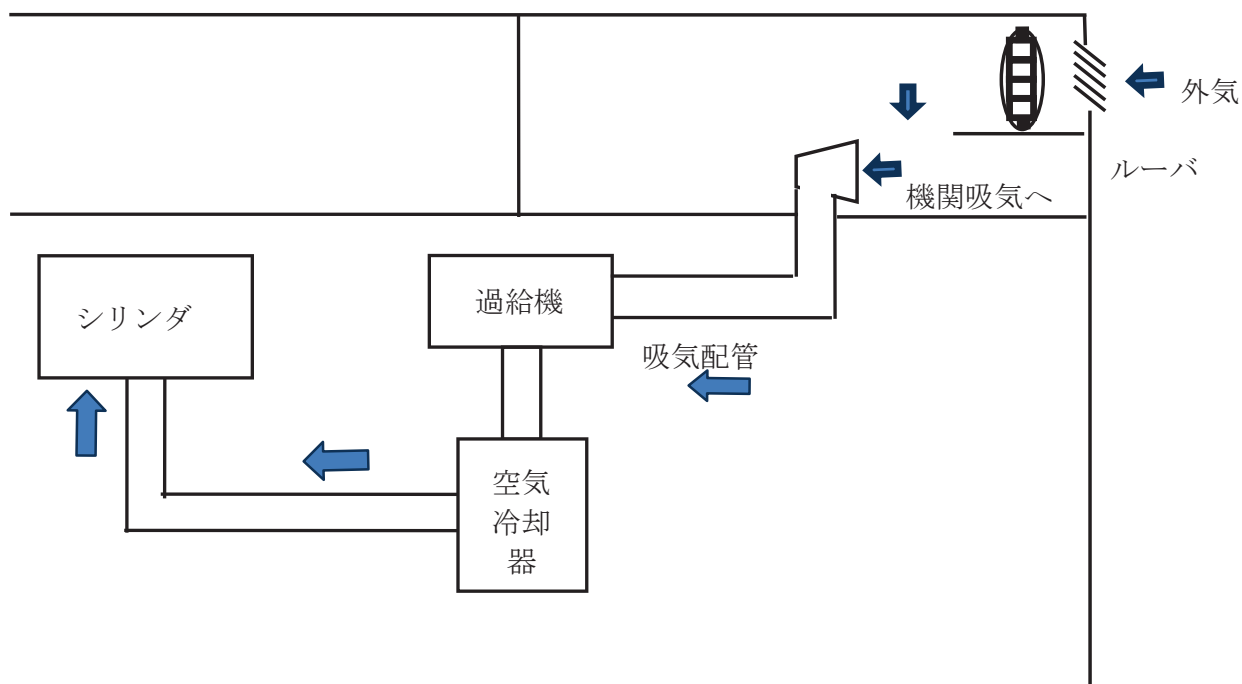 外気
ルーバ
機関吸気へ
シリンダ
過給機
吸気配管
空気
冷却
器